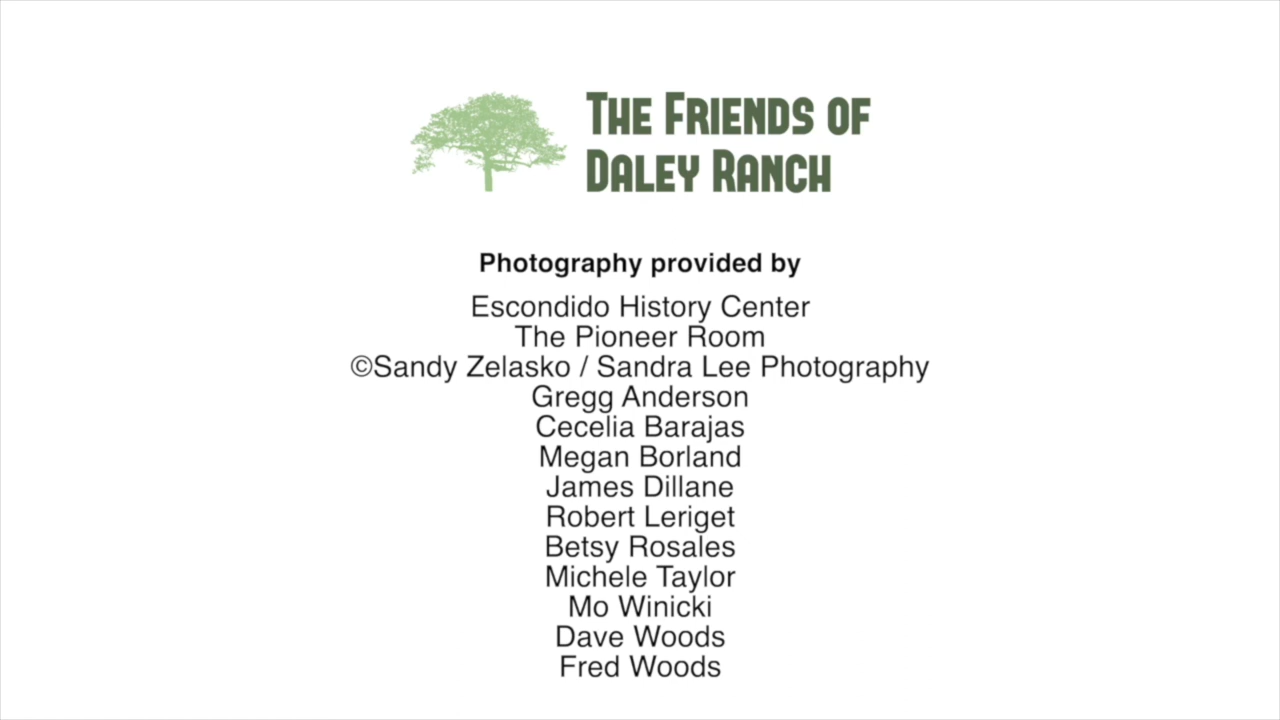 The Friends of
Daley Ranch
Photography provided by
Escondido History Center
The Pioneer Room
©Sandy Zelasko / Sandra Lee Photography
Gregg Anderson
Cecelia Barajas
Megan Borland
James Dillane
Robert Leriget
Betsy Rosales
Michele Taylor
Mo Winicki
Dave Woods
Fred Woods